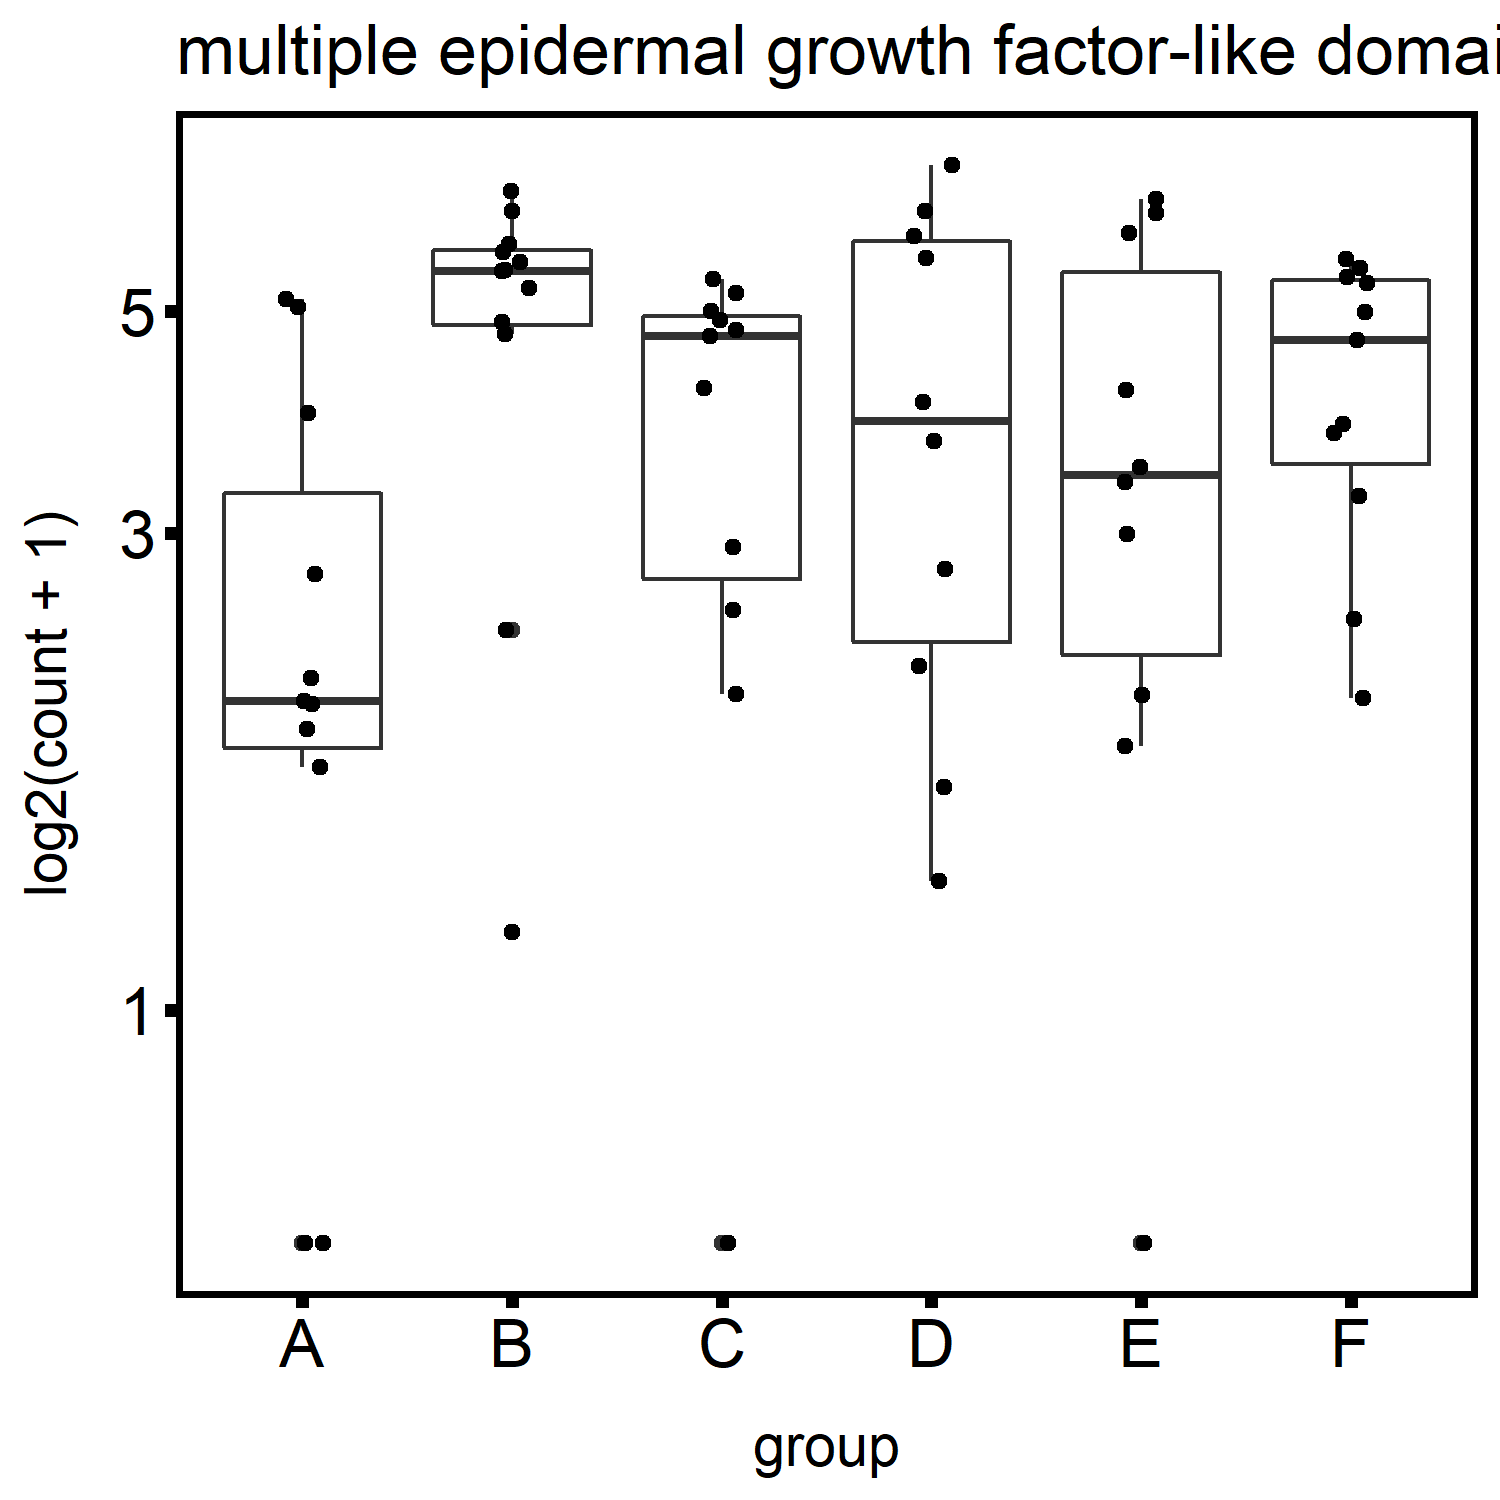 multiple epidermal growth factor-like domai
log2(count + 1)
5
3
1
A B C D E F
group